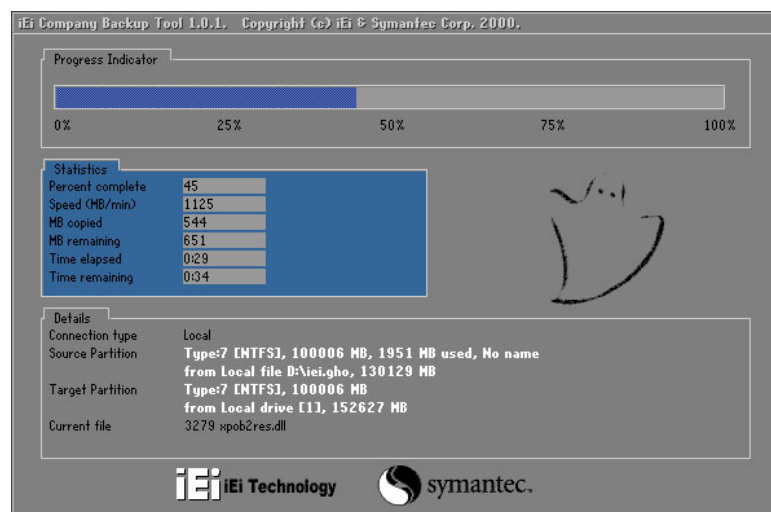 iEi Company Backup Tool 1.0.1. Copyright (c) iEi & Symantec Corp. 2000.
Progress Indicator
0% 25% 50% 75% 100%
Statistics
Percent complete 45
Speed (MB/min) 1125
MB copied 544
MB remaining 651
Time elapsed 0:29
Time remaining 0:34
Details
Connection type Local
Source Partition Type:7 [NTFS], 100006 MB, 1951 MB used, No name
from Local file D:\iei.gho, 130129 MB
Target Partition Type:7 [NTFS], 100006 MB
from Local drive [1], 152627 MB
Current file 3279 xpob2res.dll
iEi iEi Technology symantec.